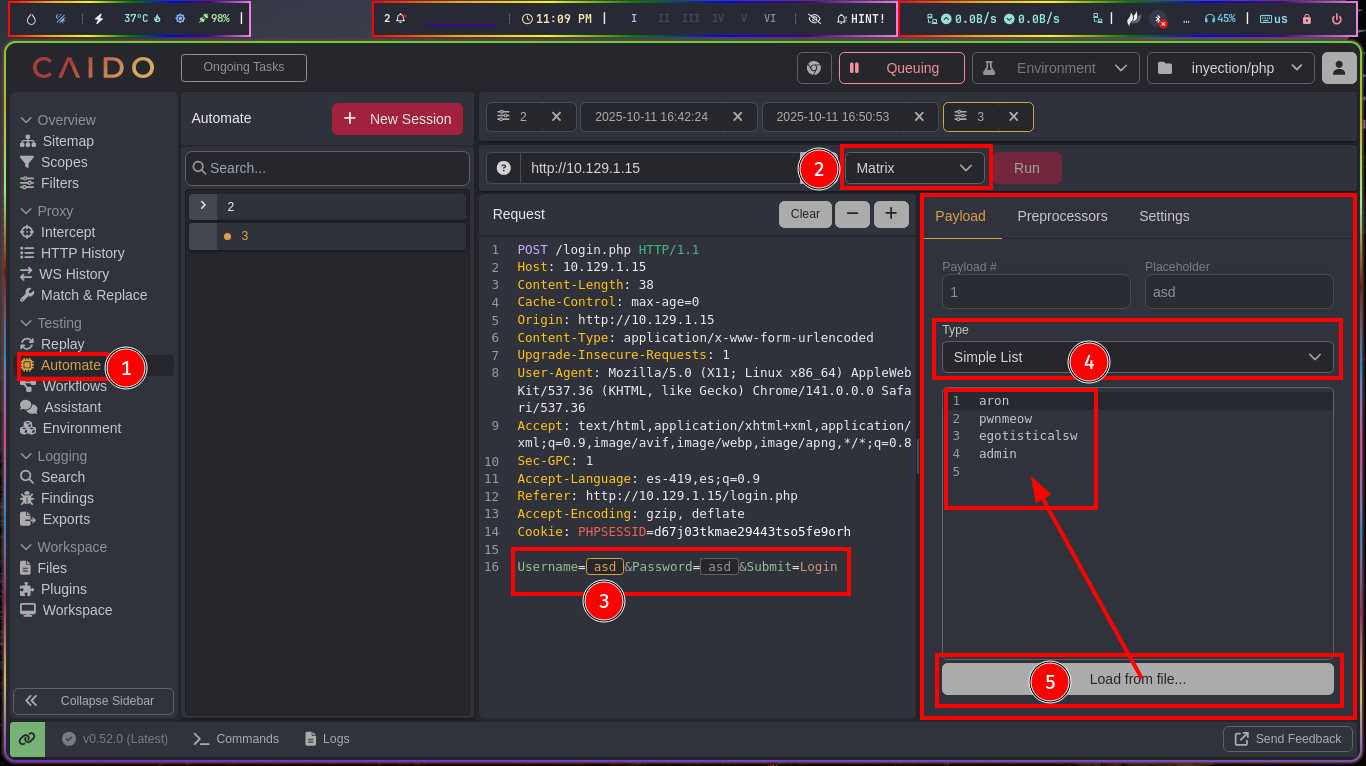 37°C 98% 2 11:09 PM I II III IV V VI HINT! 0.0B/s 0.0B/s … 45% us
CAIDO Ongoing Tasks Queuing Environment inyection/php
Overview
Sitemap
Scopes
Filters
Proxy
Intercept
HTTP History
WS History
Match & Replace
Testing
Replay
Automate 1
Workflows
Assistant
Environment
Logging
Search
Findings
Exports
Workspace
Files
Plugins
Workspace
Collapse Sidebar
Automate + New Session
Search...
2
3
2 2025-10-11 16:42:24 2025-10-11 16:50:53 3
? http://10.129.1.15 2 Matrix Run
Request Clear
1 POST /login.php HTTP/1.1
2 Host: 10.129.1.15
3 Content-Length: 38
4 Cache-Control: max-age=0
5 Origin: http://10.129.1.15
6 Content-Type: application/x-www-form-urlencoded
7 Upgrade-Insecure-Requests: 1
8 User-Agent: Mozilla/5.0 (X11; Linux x86_64) AppleWeb
Kit/537.36 (KHTML, like Gecko) Chrome/141.0.0.0 Safa
ri/537.36
9 Accept: text/html,application/xhtml+xml,application/
xml;q=0.9,image/avif,image/webp,image/apng,*/*;q=0.8
10 Sec-GPC: 1
11 Accept-Language: es-419,es;q=0.9
12 Referer: http://10.129.1.15/login.php
13 Accept-Encoding: gzip, deflate
14 Cookie: PHPSESSID=d67j03tkmae29443tso5fe9orh
15
16 Username=asd&Password=asd&Submit=Login
3
Payload Preprocessors Settings
Payload # Placeholder
1 asd
Type
Simple List 4
1 aron
2 pwnmeow
3 egotisticalsw
4 admin
5
5 Load from file...
v0.52.0 (Latest) Commands Logs Send Feedback